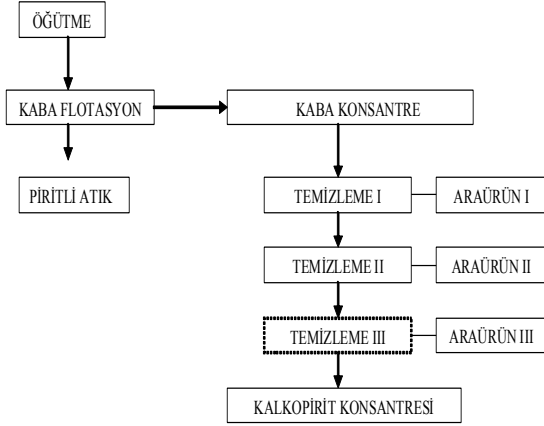 ÖĞÜTME
KABA FLOTASYON
KABA KONSANTRE
PİRİTLİ ATIK
TEMİZLEME I
ARAÜRÜN I
TEMİZLEME II
ARAÜRÜN II
TEMİZLEME III
ARAÜRÜN III
KALKOPİRİT KONSANTRESİ